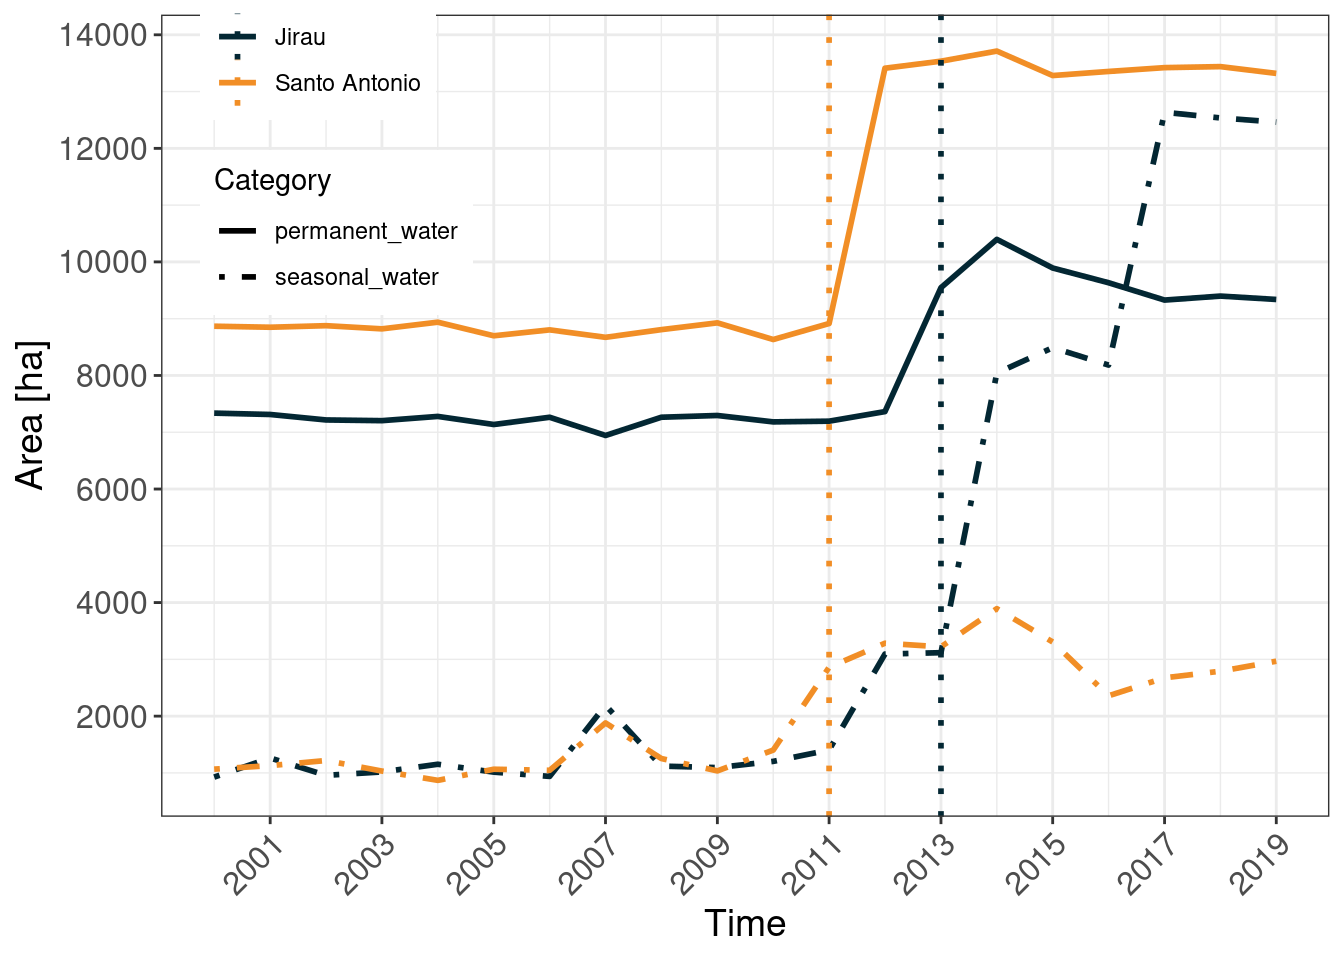 14000
12000
10000
8000
6000
4000
2000
Area [ha]
Jirau
Santo Antonio
Category
permanent_water
seasonal_water
2001 2003 2005 2007 2009 2011 2013 2015 2017 2019
Time